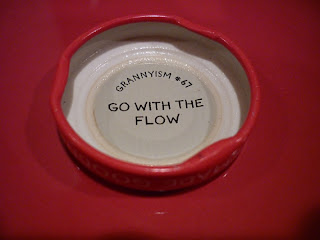 GRANNYISM #67
GO WITH THE
FLOW